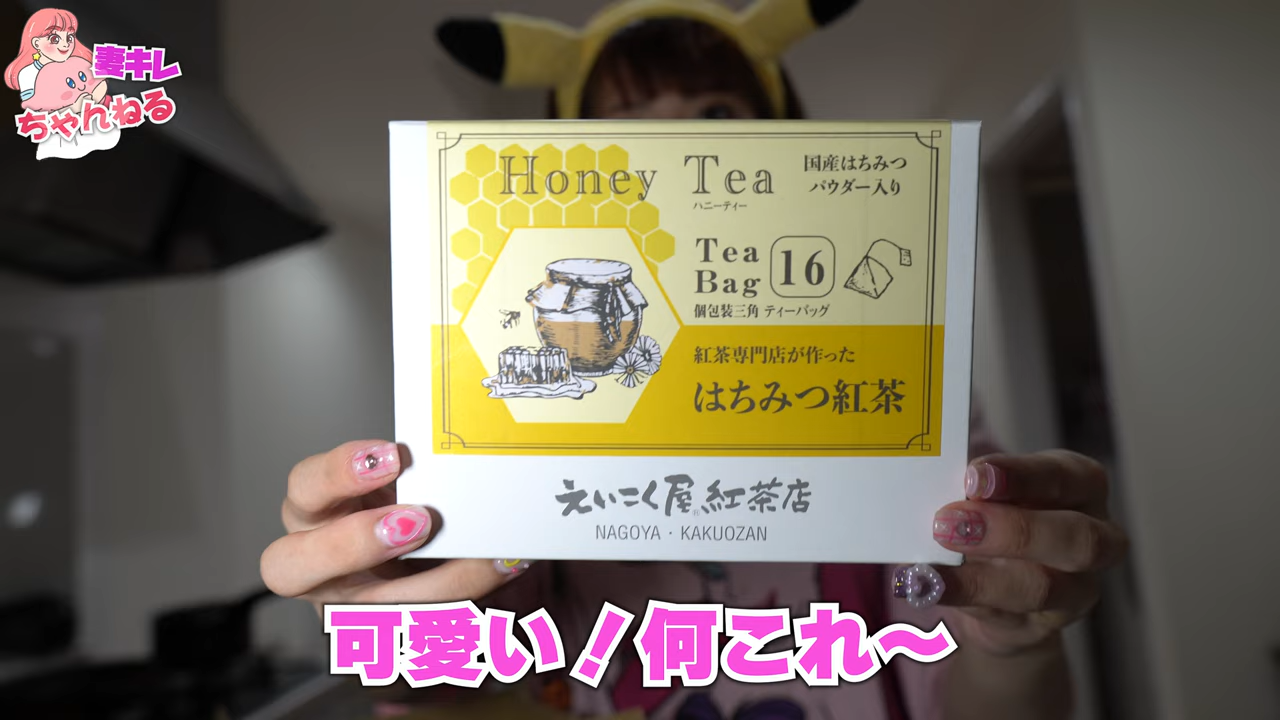 妻キレ
ちゃんねる
Honey Tea
ハニーティー
国産はちみつ
パウダー入り
Tea
Bag
16
個包装三角 ティーバッグ
紅茶専門店が作った
はちみつ紅茶
えいこく屋®紅茶店
NAGOYA・KAKUOZAN
可愛い！何これ〜